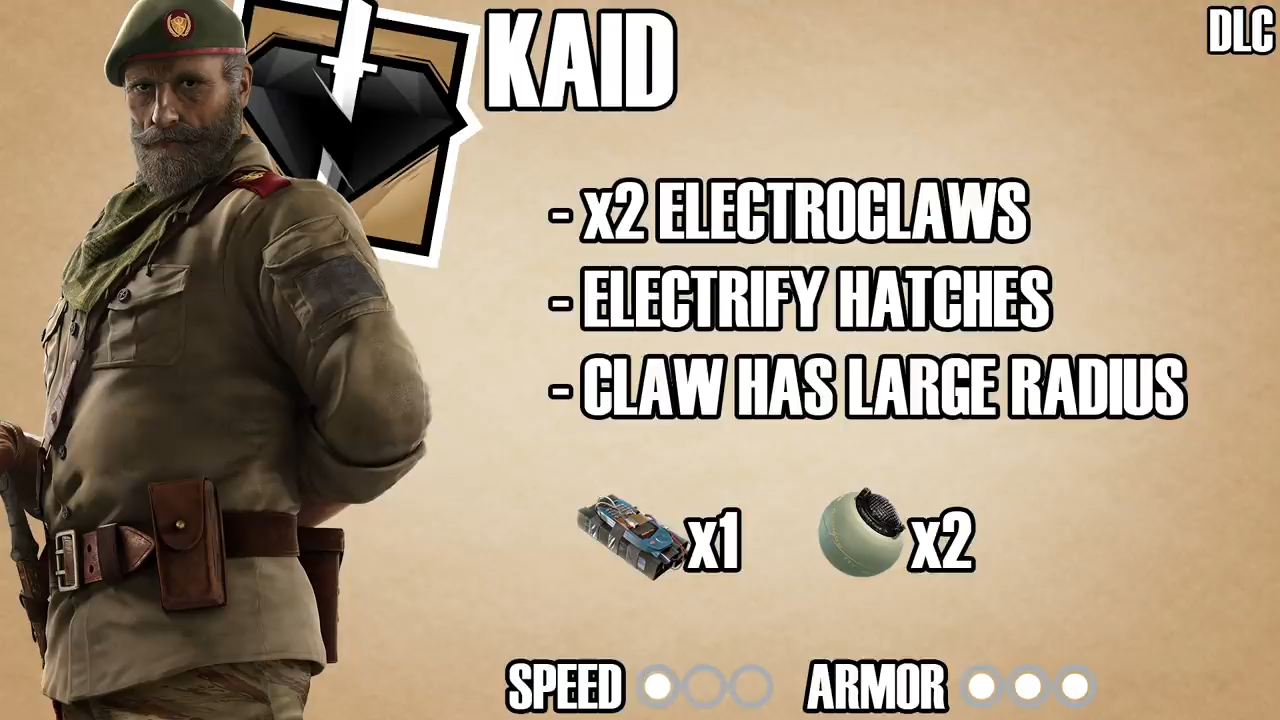 KAID
DLC
- x2 ELECTROCLAWS
- ELECTRIFY HATCHES
- CLAW HAS LARGE RADIUS
x1 x2
SPEED ARMOR